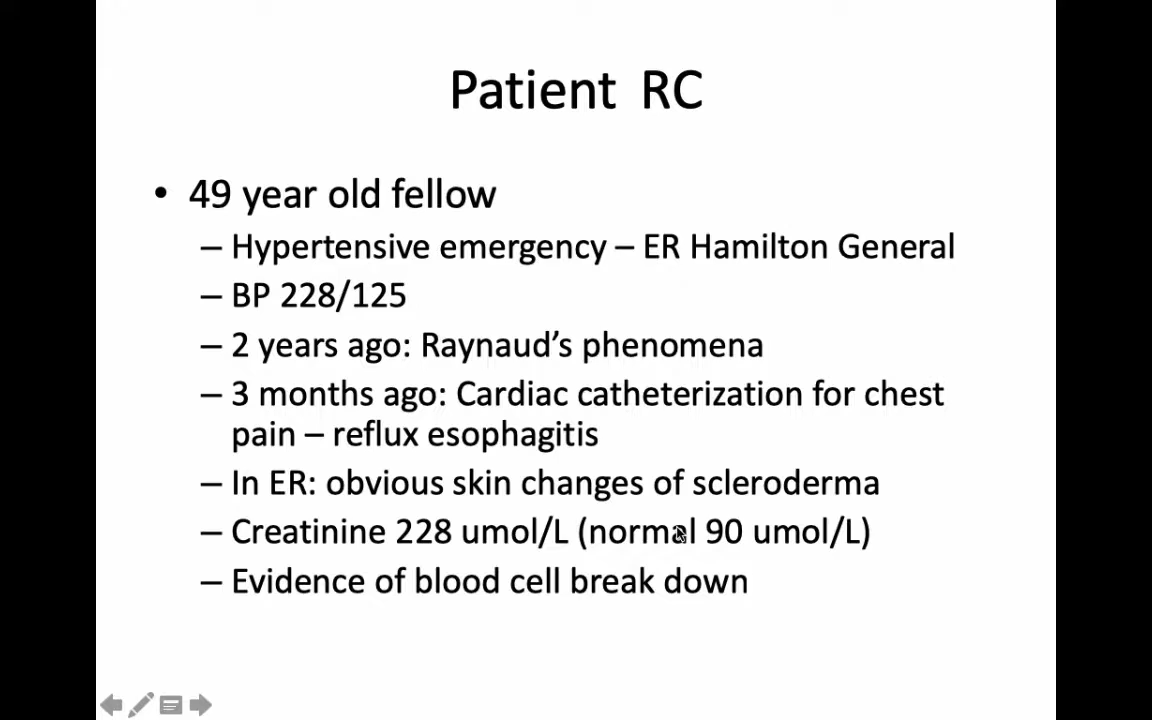 Patient RC
• 49 year old fellow
– Hypertensive emergency – ER Hamilton General
– BP 228/125
– 2 years ago: Raynaud’s phenomena
– 3 months ago: Cardiac catheterization for chest
pain – reflux esophagitis
– In ER: obvious skin changes of scleroderma
– Creatinine 228 umol/L (normal 90 umol/L)
– Evidence of blood cell break down